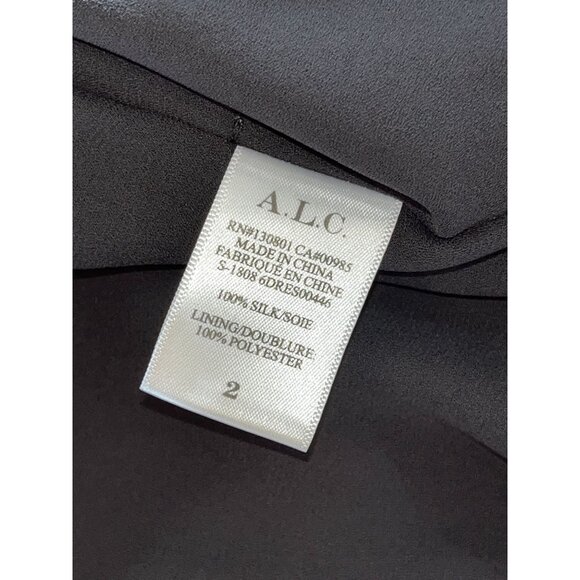 A.L.C.
RN#130801 CA#00985
MADE IN CHINA
FABRIQUÉ EN CHINE
S-1808 6DRES00446
100% SILK/SOIE
LINING/DOUBLURE:
100% POLYESTER
2